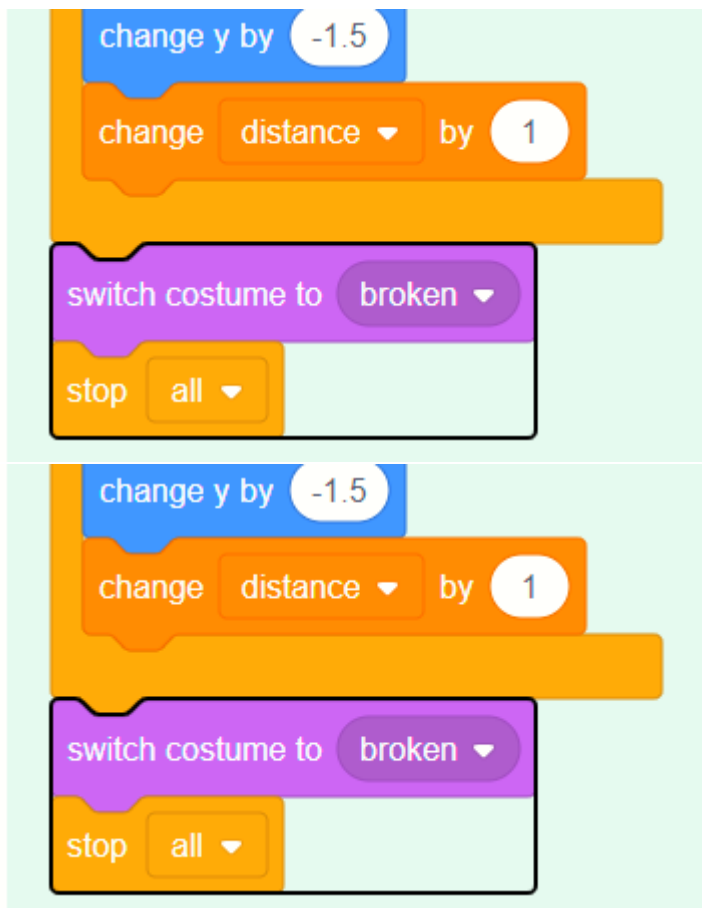 change y by -1.5
change distance by 1
switch costume to broken
stop all
change y by -1.5
change distance by 1
switch costume to broken
stop all